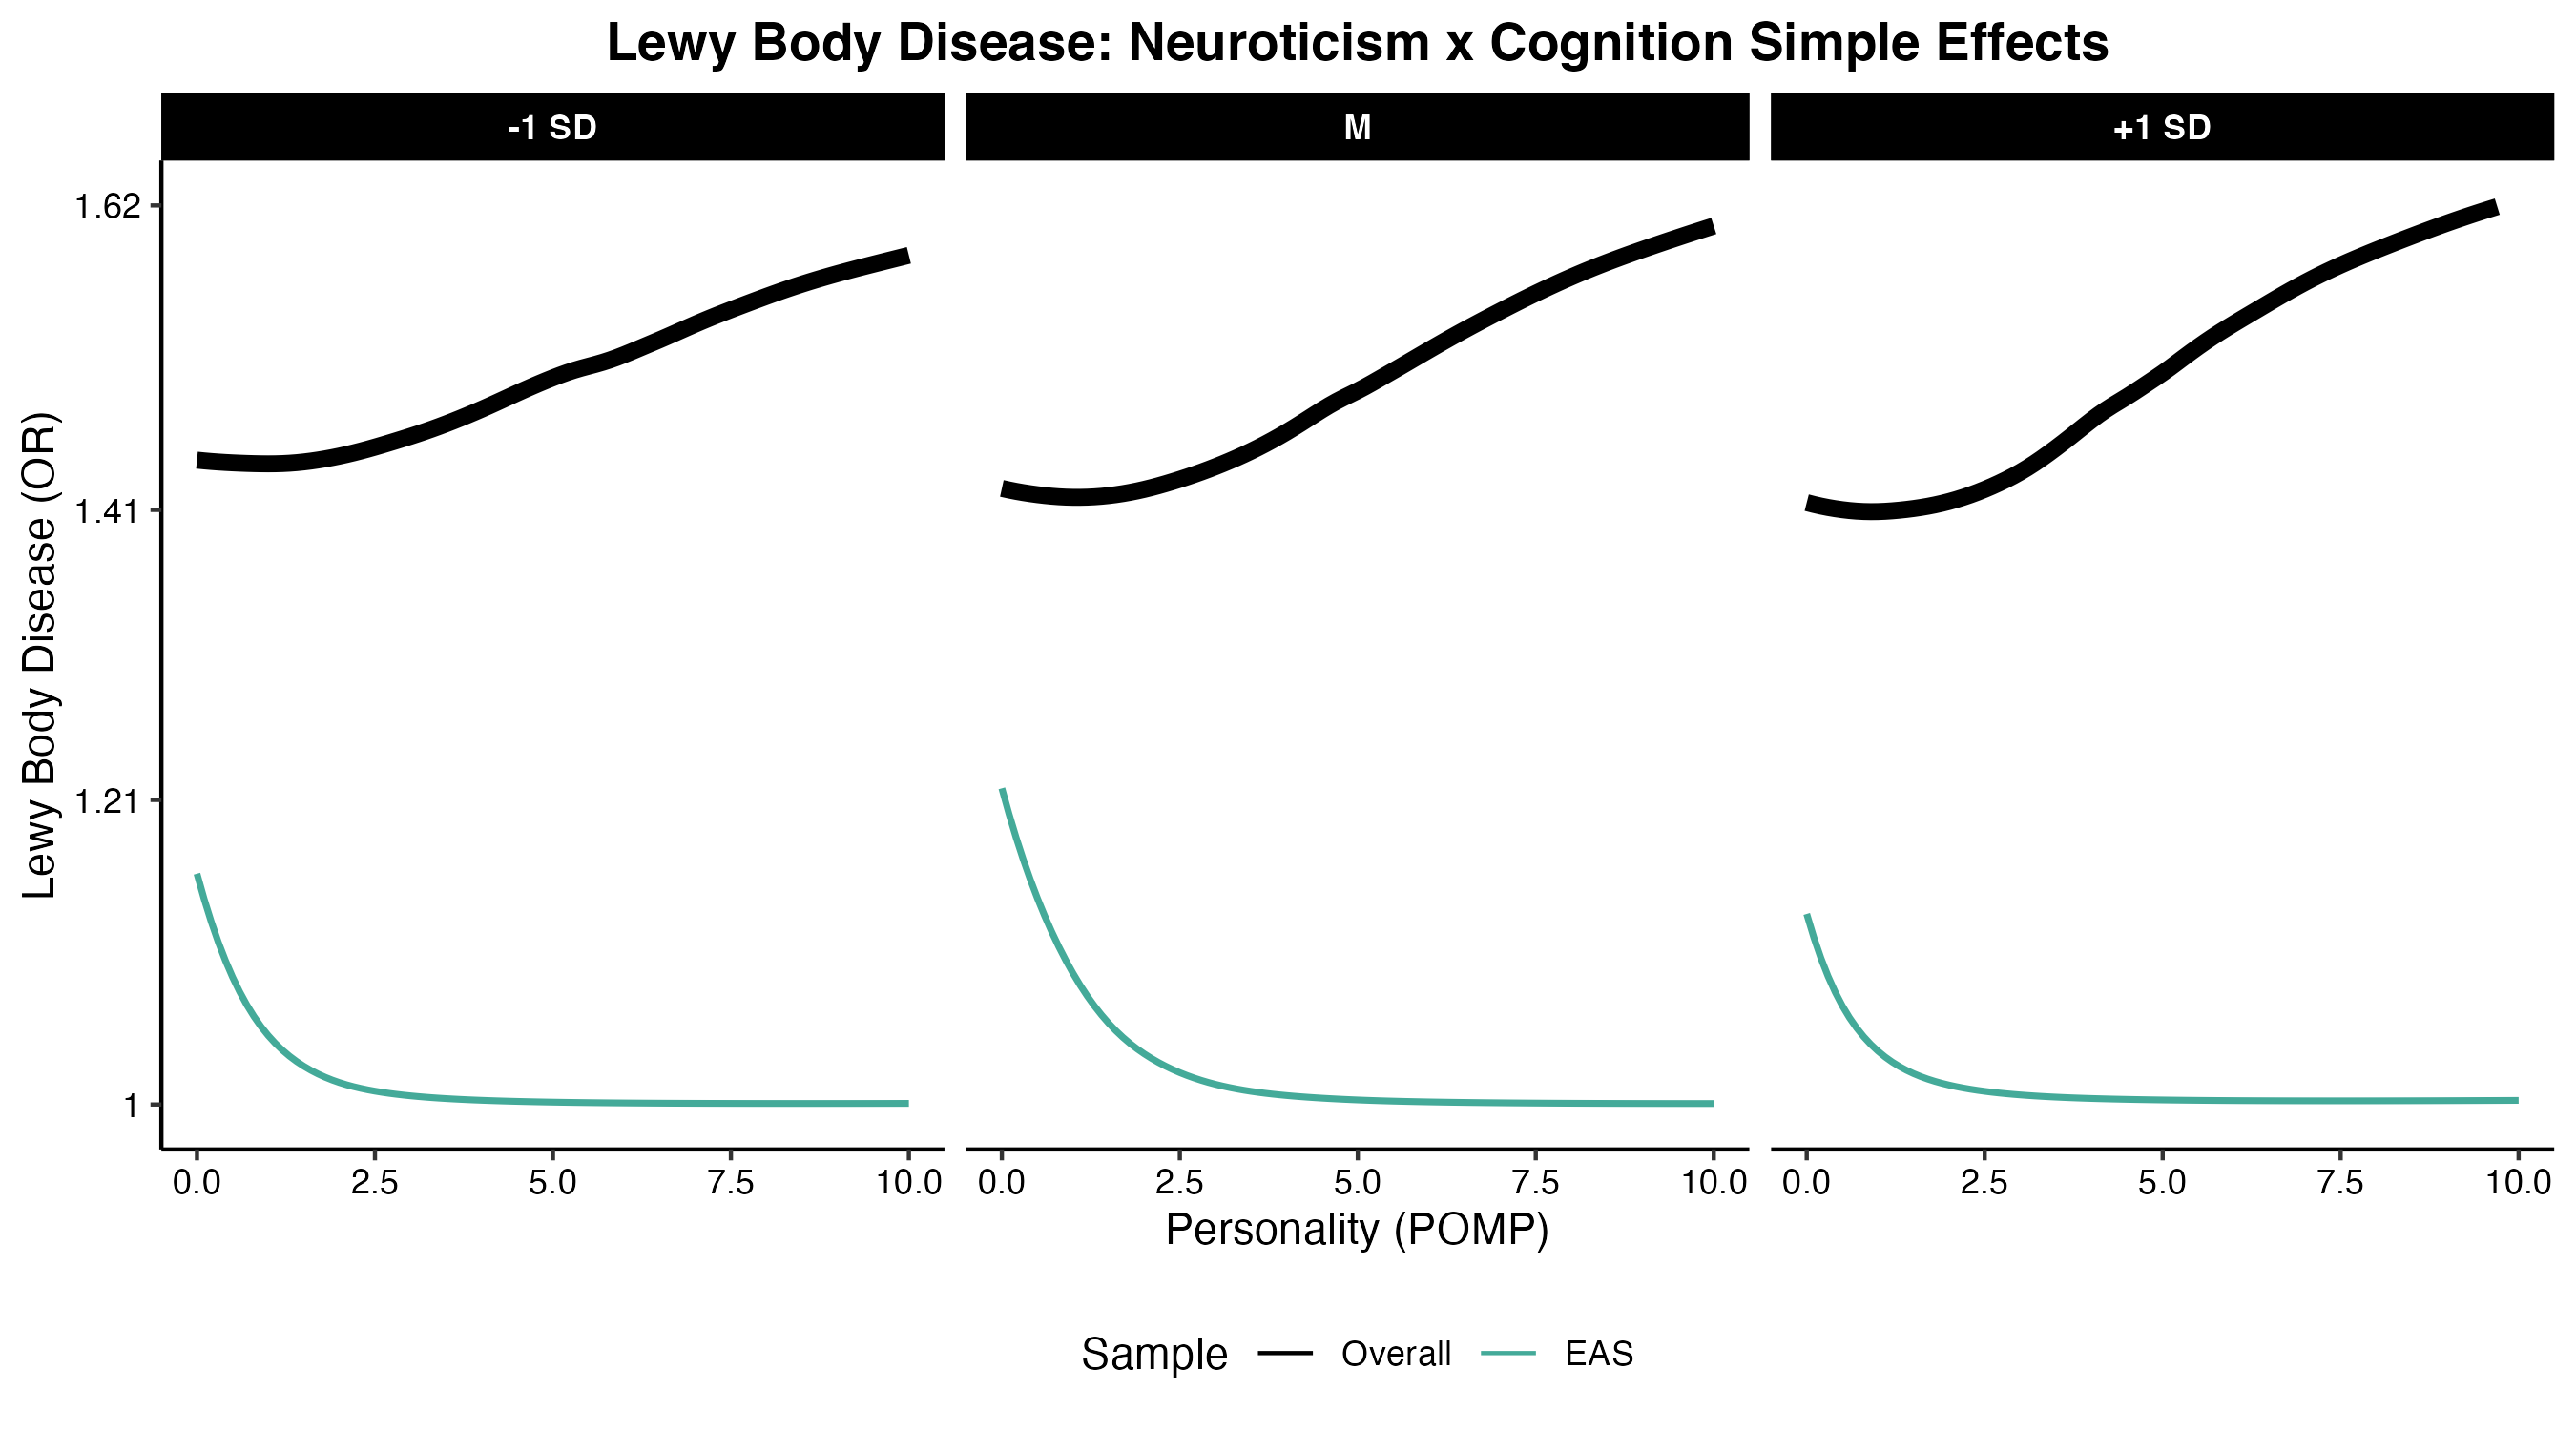 Lewy Body Disease: Neuroticism x Cognition Simple Effects
-1 SD
M
+1 SD
Lewy Body Disease (OR)
1.62
1.41
1.21
1
0.0 2.5 5.0 7.5 10.0
0.0 2.5 5.0 7.5 10.0
0.0 2.5 5.0 7.5 10.0
Personality (POMP)
Sample Overall EAS